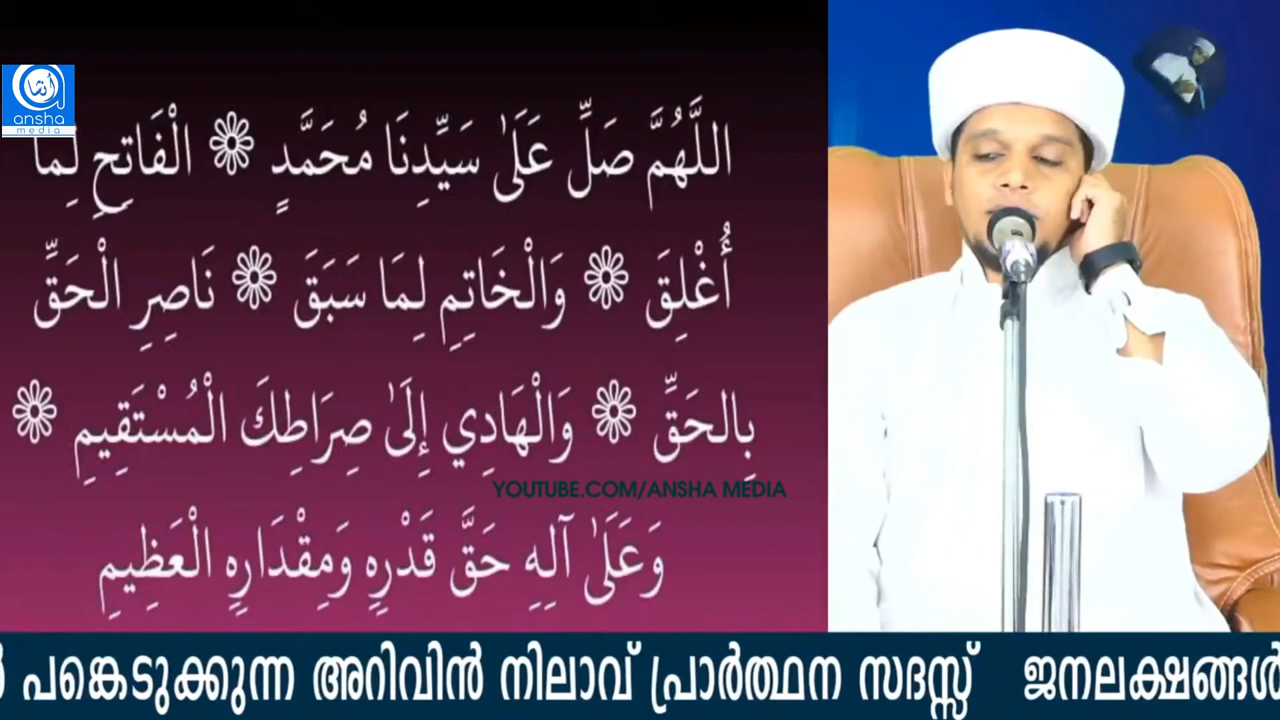 ansha
media
اللَّهُمَّ صَلِّ عَلَىٰ سَيِّدِنَا مُحَمَّدٍ ❁ الْفَاتِحِ لِمَا
أُغْلِقَ ❁ وَالْخَاتِمِ لِمَا سَبَقَ ❁ نَاصِرِ الْحَقِّ
بِالحَقِّ ❁ وَالْهَادِي إِلَىٰ صِرَاطِكَ الْمُسْتَقِيمِ ❁
YOUTUBE.COM/ANSHA MEDIA
وَعَلَىٰ آلِهِ حَقَّ قَدْرِهِ وَمِقْدَارِهِ الْعَظِيمِ
പങ്കെടുക്കുന്ന അറിവിൻ നിലാവ് പ്രാർത്ഥന സദസ്സ് ജനലക്ഷങ്ങൾ